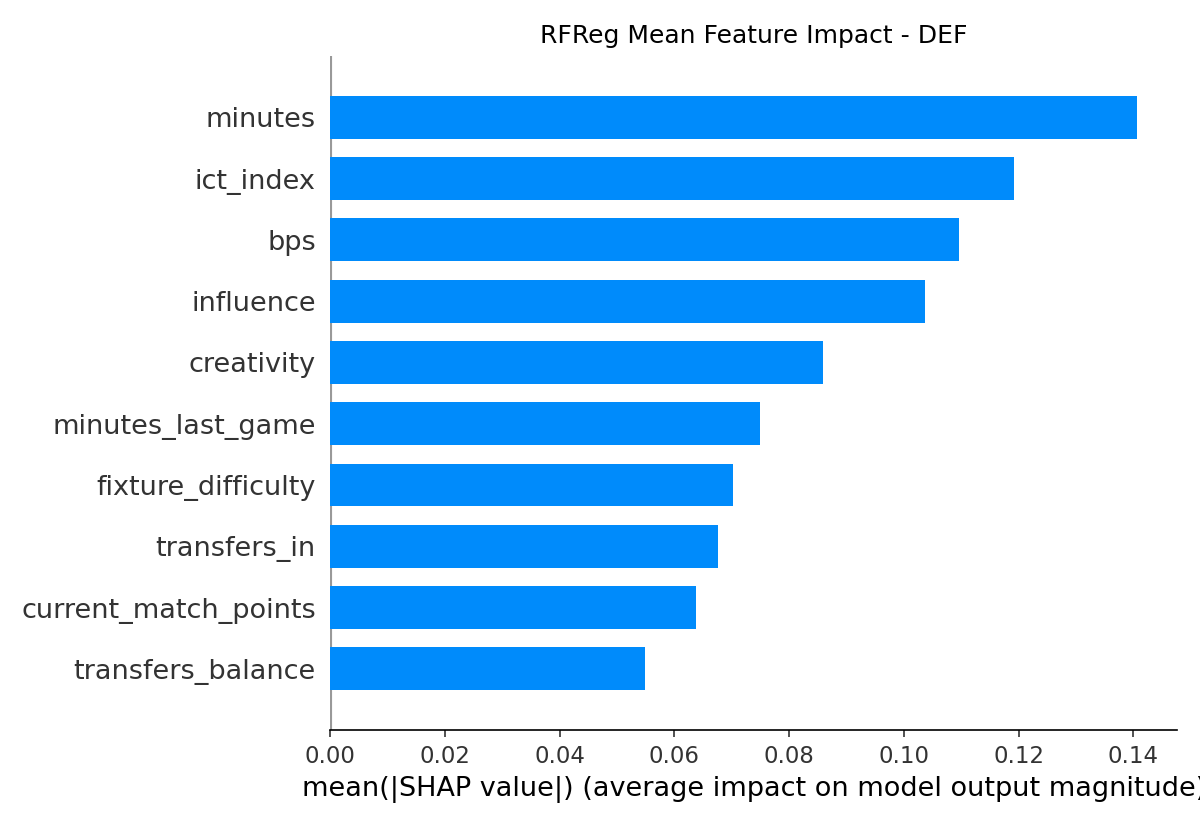 RFReg Mean Feature Impact - DEF
minutes
ict_index
bps
influence
creativity
minutes_last_game
fixture_difficulty
transfers_in
current_match_points
transfers_balance
0.00 0.02 0.04 0.06 0.08 0.10 0.12 0.14
mean(|SHAP value|) (average impact on model output magnitude)